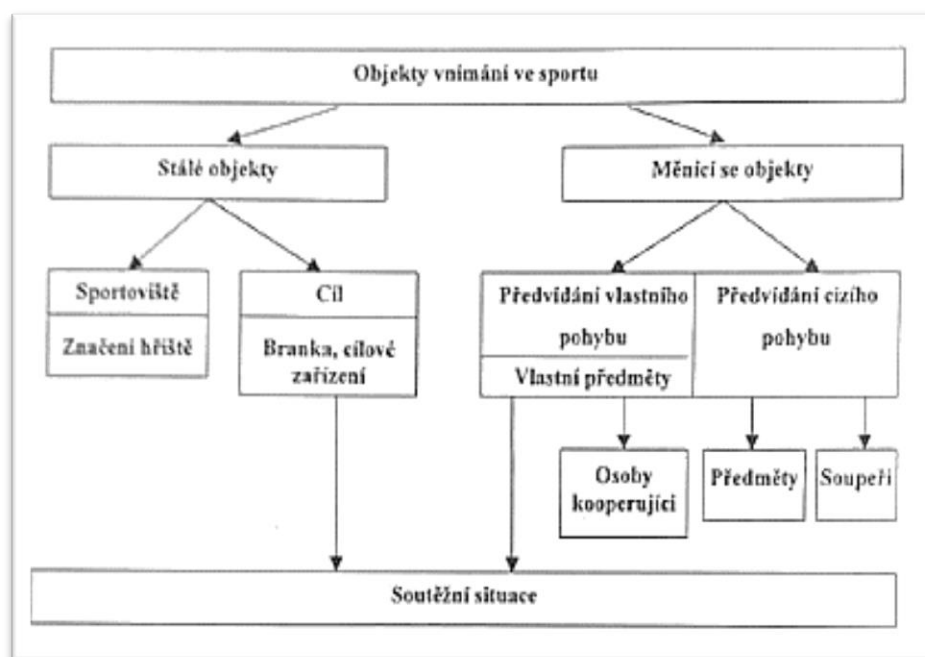 Objekty vnímání ve sportu
Stálé objekty
Měnící se objekty
Sportoviště
Značení hřiště
Cíl
Branka, cílové
zařízení
Předvídání vlastního
pohybu
Vlastní předměty
Předvídání cizího
pohybu
Osoby
kooperující
Předměty
Soupeři
Soutěžní situace